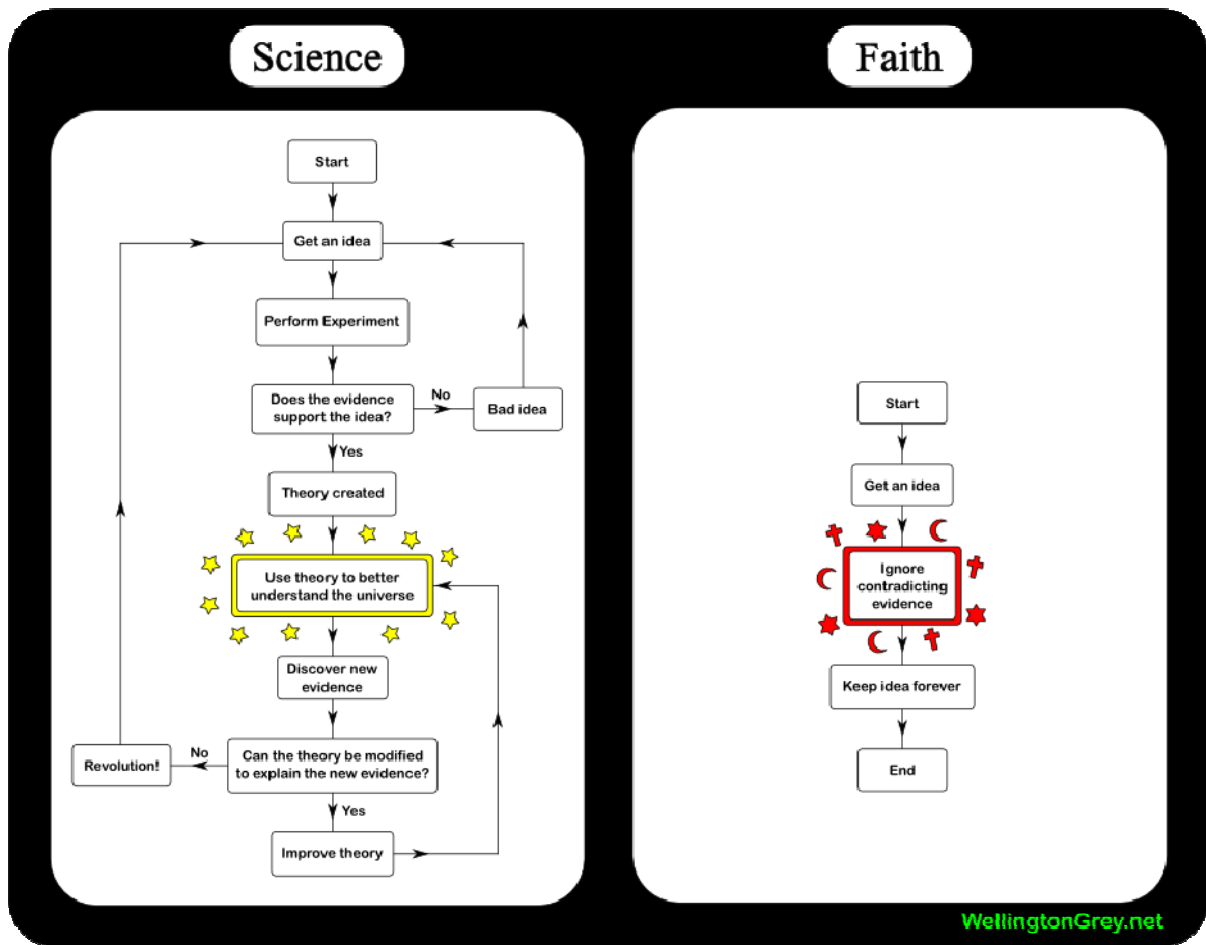 Science
Start
Get an idea
Perform Experiment
Does the evidence
support the idea?
No
Bad idea
Yes
Theory created
Use theory to better
understand the universe
Discover new
evidence
Can the theory be modified
to explain the new evidence?
No
Revolution!
Yes
Improve theory
Faith
Start
Get an idea
Ignore
contradicting
evidence
Keep idea forever
End
WellingtonGrey.net